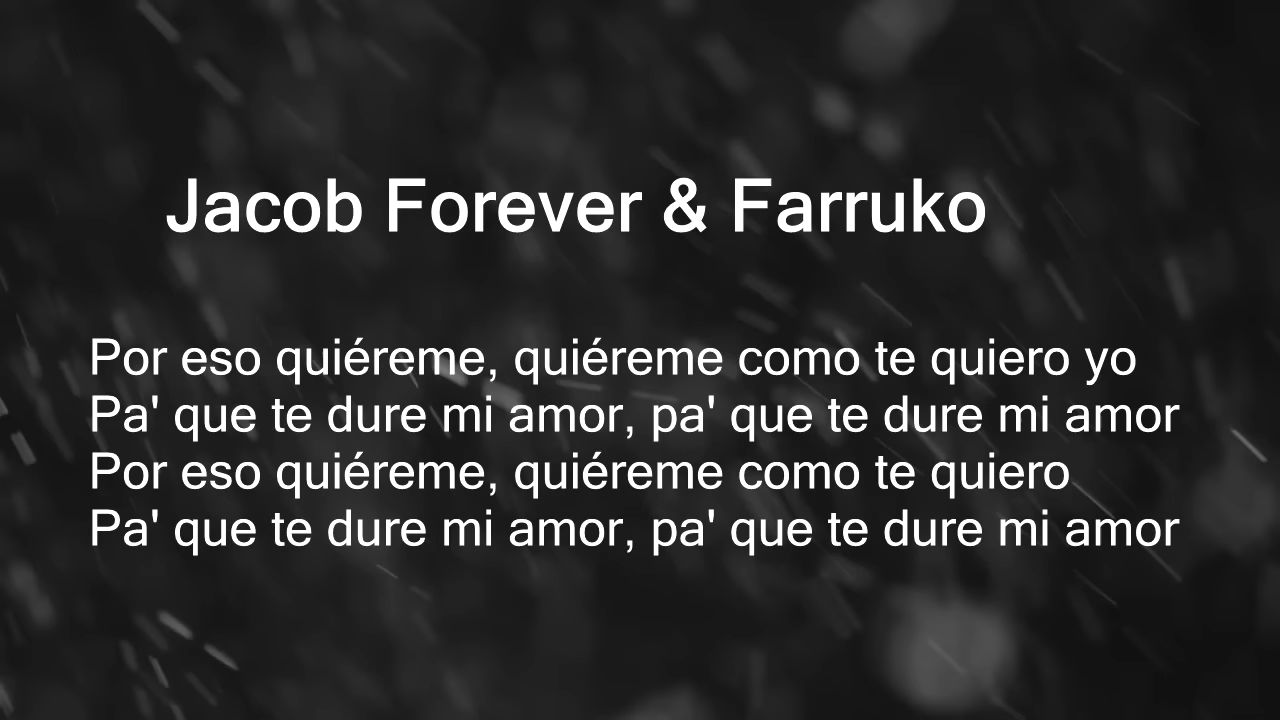 Jacob Forever & Farruko
Por eso quiéreme, quiéreme como te quiero yo
Pa' que te dure mi amor, pa' que te dure mi amor
Por eso quiéreme, quiéreme como te quiero
Pa' que te dure mi amor, pa' que te dure mi amor